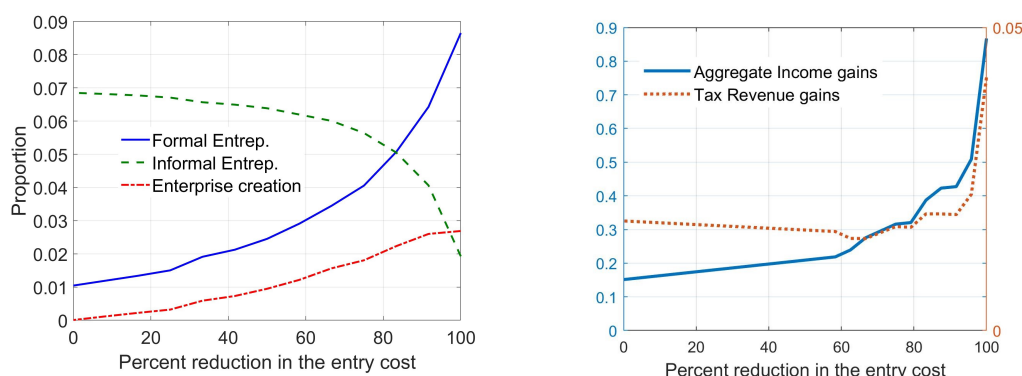 0.09
0.08
0.07
0.06
0.05
0.04
0.03
0.02
0.01
0
Proportion
Formal Entrep.
Informal Entrep.
Enterprise creation
0 20 40 60 80 100
Percent reduction in the entry cost
0.9
0.8
0.7
0.6
0.5
0.4
0.3
0.2
0.1
0
Aggregate Income gains
Tax Revenue gains
0.05
0
0 20 40 60 80 100
Percent reduction in the entry cost